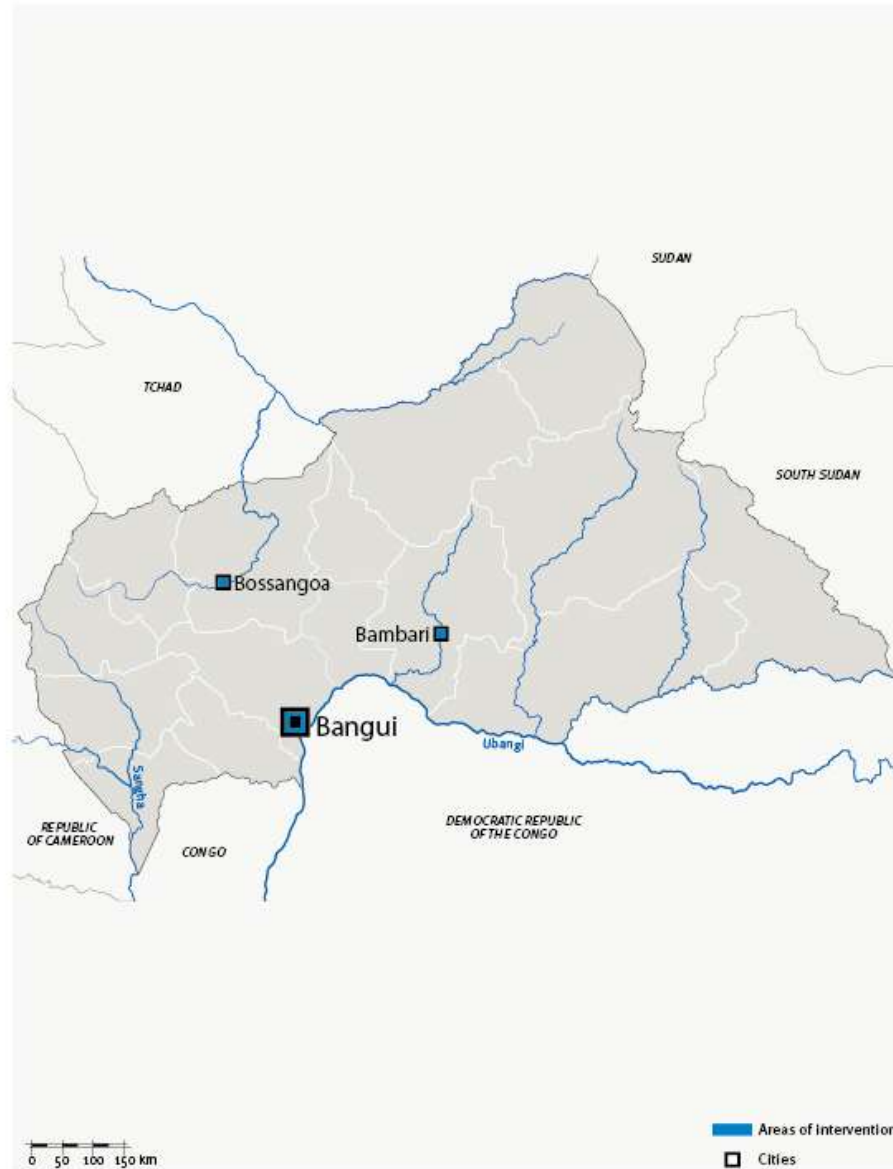 SUDAN
TCHAD
SOUTH SUDAN
Bossangoa
Bambari
Bangui
Ubangi
Sangha
DEMOCRATIC REPUBLIC
OF THE CONGO
REPUBLIC
OF CAMEROON
CONGO
Areas of intervention
0 50 100 150 km
Cities